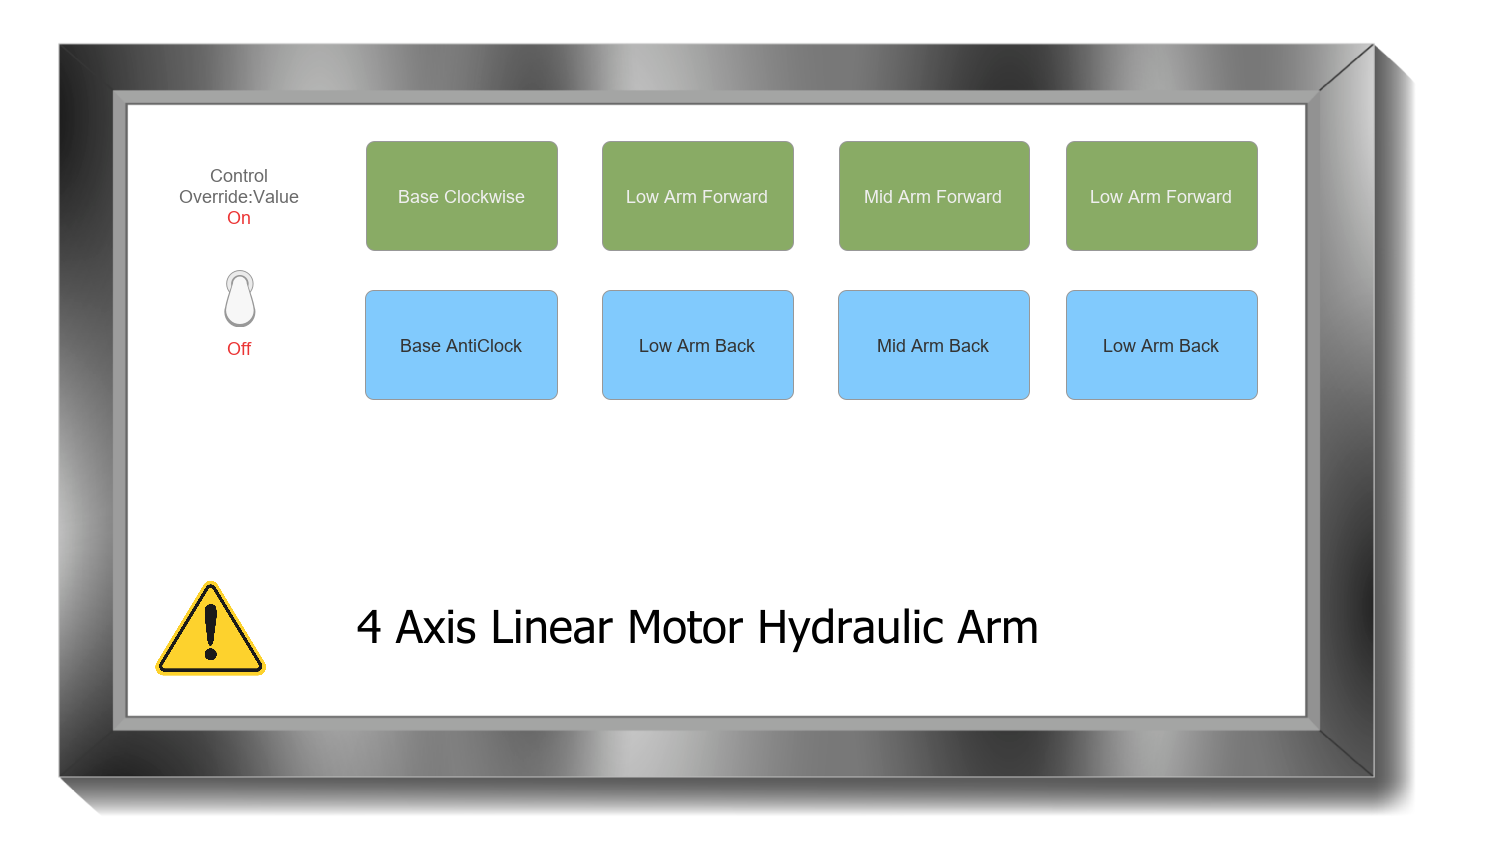 Control
Override:Value
On
Off
Base Clockwise
Low Arm Forward
Mid Arm Forward
Low Arm Forward
Base AntiClock
Low Arm Back
Mid Arm Back
Low Arm Back
4 Axis Linear Motor Hydraulic Arm